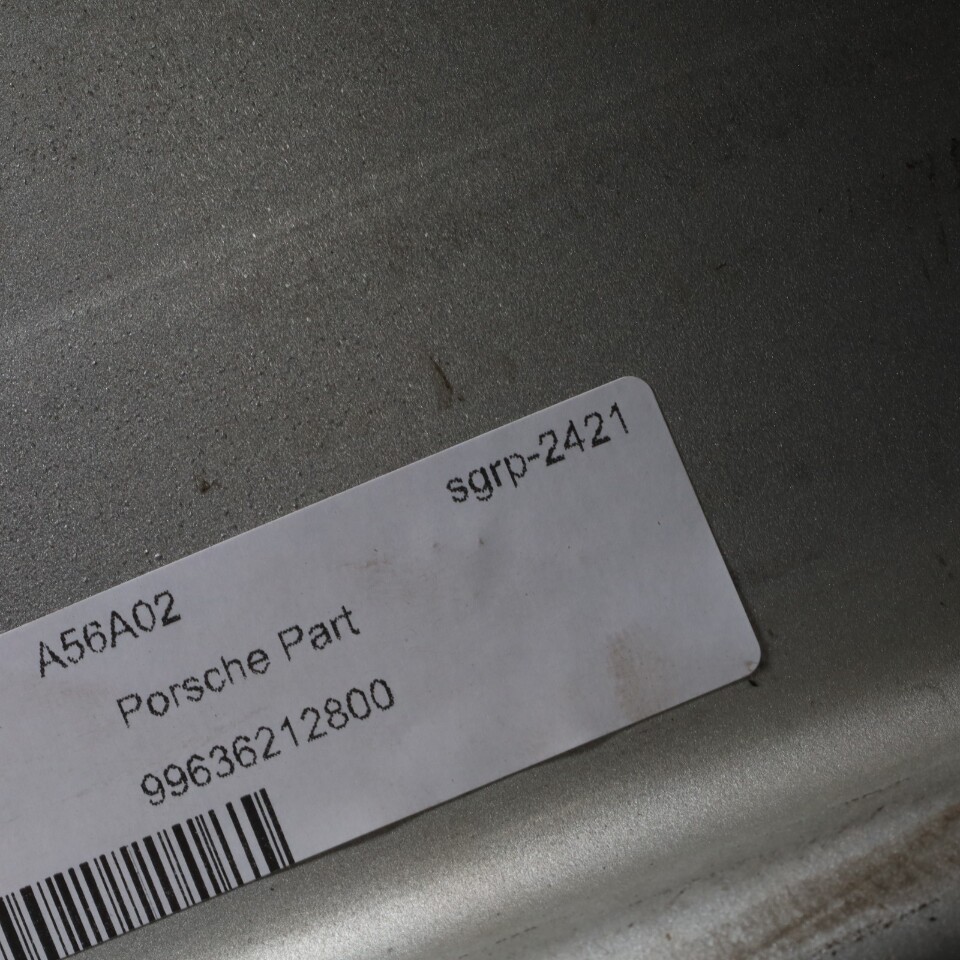 sgrp-2421
A56A02
Porsche Part
99636212800